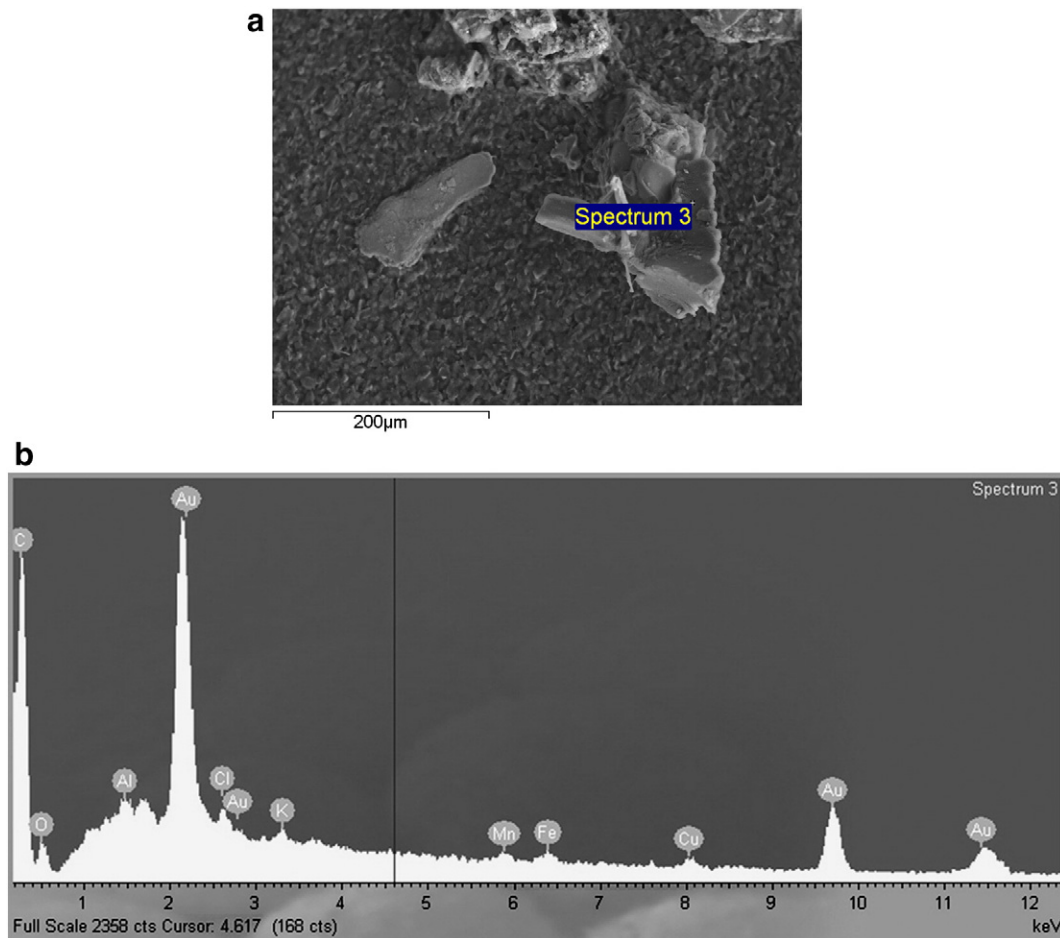 a
Spectrum 3
200µm
b
Spectrum 3
Au
C
Al
Cl
Au
O
K
Mn
Fe
Cu
Au
Au
1 2 3 4 5 6 7 8 9 10 11 12
Full Scale 2358 cts Cursor: 4.617 (168 cts)
keV